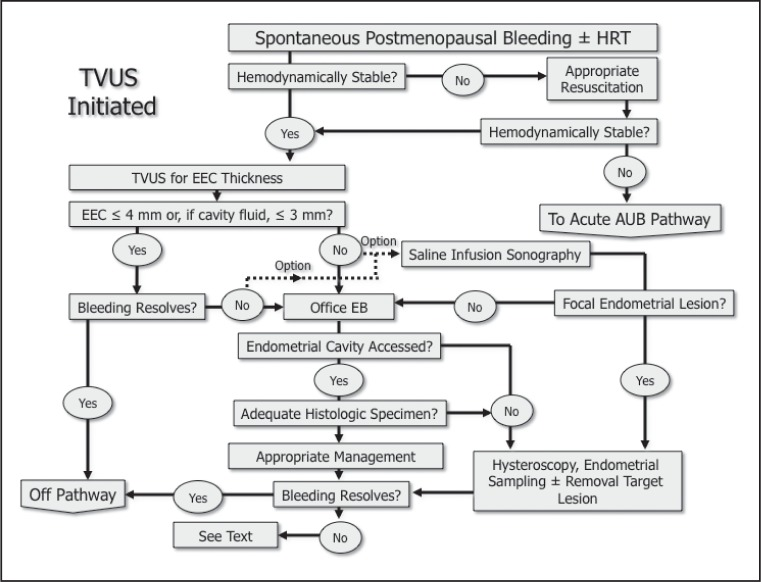 Spontaneous Postmenopausal Bleeding ± HRT
TVUS
Initiated
Hemodynamically Stable?
No
Appropriate
Resuscitation
Yes
Hemodynamically Stable?
No
To Acute AUB Pathway
TVUS for EEC Thickness
EEC ≤ 4 mm or, if cavity fluid, ≤ 3 mm?
Yes
No
Option
Saline Infusion Sonography
Option
Bleeding Resolves?
No
Office EB
No
Focal Endometrial Lesion?
Endometrial Cavity Accessed?
Yes
Yes
Yes
Adequate Histologic Specimen?
No
Appropriate Management
Hysteroscopy, Endometrial
Sampling ± Removal Target
Lesion
Off Pathway
Yes
Bleeding Resolves?
See Text
No